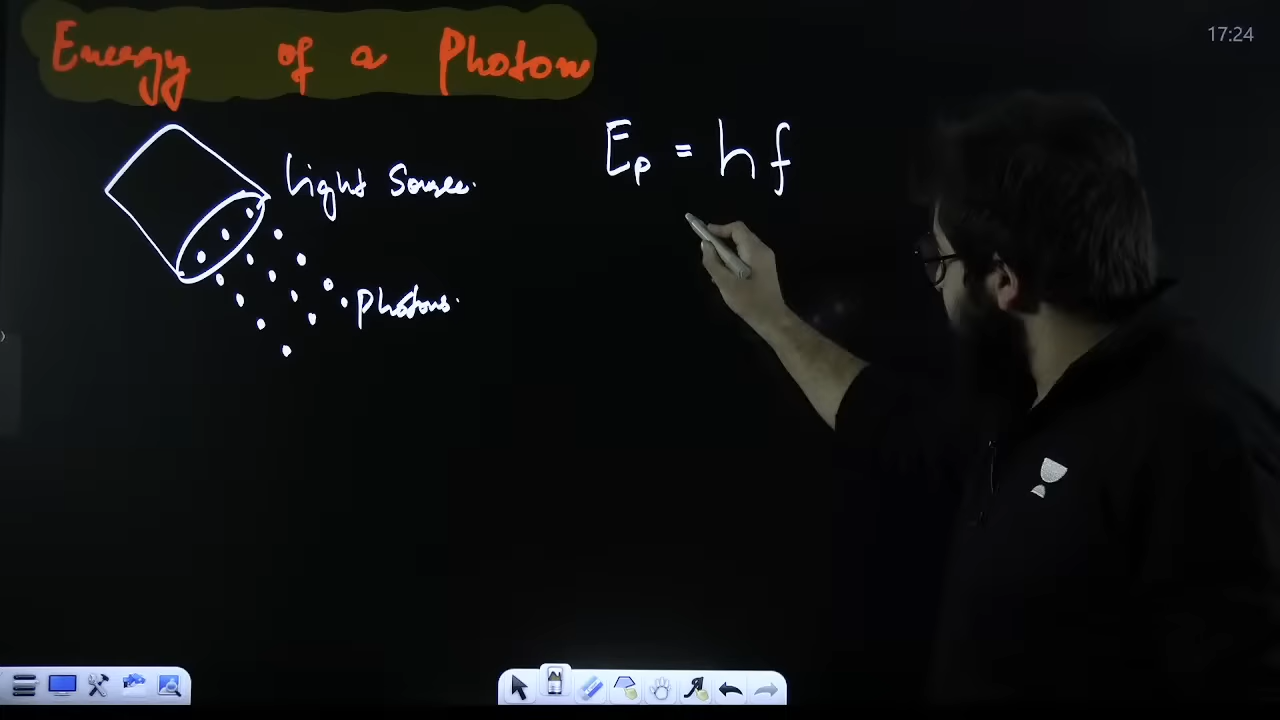 Energy of a Photon
17:24
Light Source.
Photons.
Ep = hf